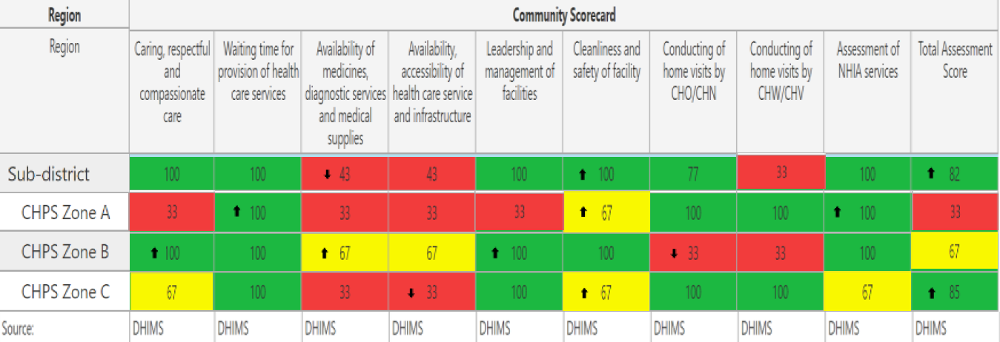 Region Community Scorecard
Region Caring, respectful and compassionate care Waiting time for provision of health care services Availability of medicines, diagnostic services and medical supplies Availability, accessibility of health care service and infrastructure Leadership and management of facilities Cleanliness and safety of facility Conducting of home visits by CHO/CHN Conducting of home visits by CHW/CHV Assessment of NHIA services Total Assessment Score
Sub-district 100 100 ⬇ 43 43 100 ⬆ 100 77 33 100 ⬆ 82
CHPS Zone A 33 ⬆ 100 33 33 33 ⬆ 67 100 100 ⬆ 100 33
CHPS Zone B ⬆ 100 100 ⬆ 67 67 ⬆ 100 100 ⬇ 33 33 100 67
CHPS Zone C 67 100 33 ⬇ 33 100 ⬆ 67 100 100 67 ⬆ 85
Source: DHIMS DHIMS DHIMS DHIMS DHIMS DHIMS DHIMS DHIMS DHIMS DHIMS